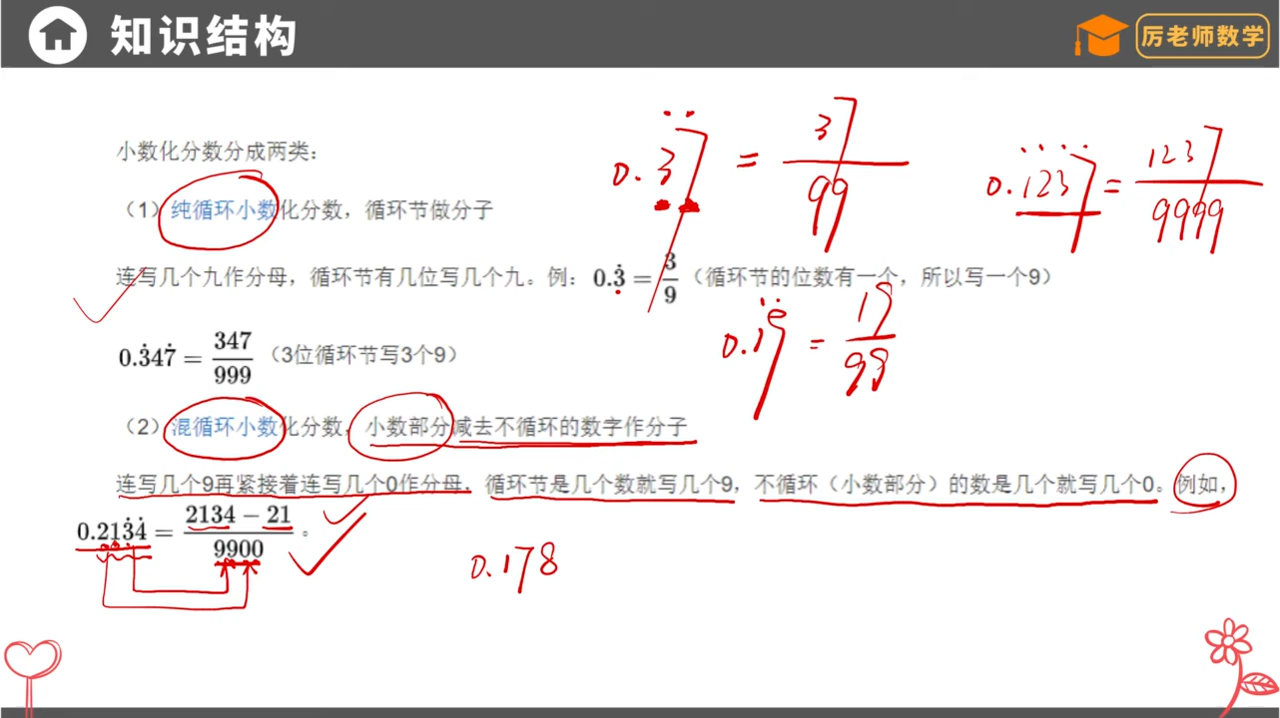 知识结构
厉老师数学
小数化分数分成两类：
0.3̇7̇ = 37/99
0.1̇2̇3̇7̇ = 1237/9999
（1）纯循环小数化分数，循环节做分子
连写几个九作分母，循环节有几位写几个九。例：0.3̇ = 3/9（循环节的位数有一个，所以写一个9）
0.1̇9̇ = 19/99
0.3̇47̇ = 347/999（3位循环节写3个9）
（2）混循环小数化分数，小数部分减去不循环的数字作分子
连写几个9再紧接着连写几个0作分母，循环节是几个数就写几个9，不循环（小数部分）的数是几个就写几个0。例如，
0.213̇4̇ = 2134 − 21/9900。
0.178